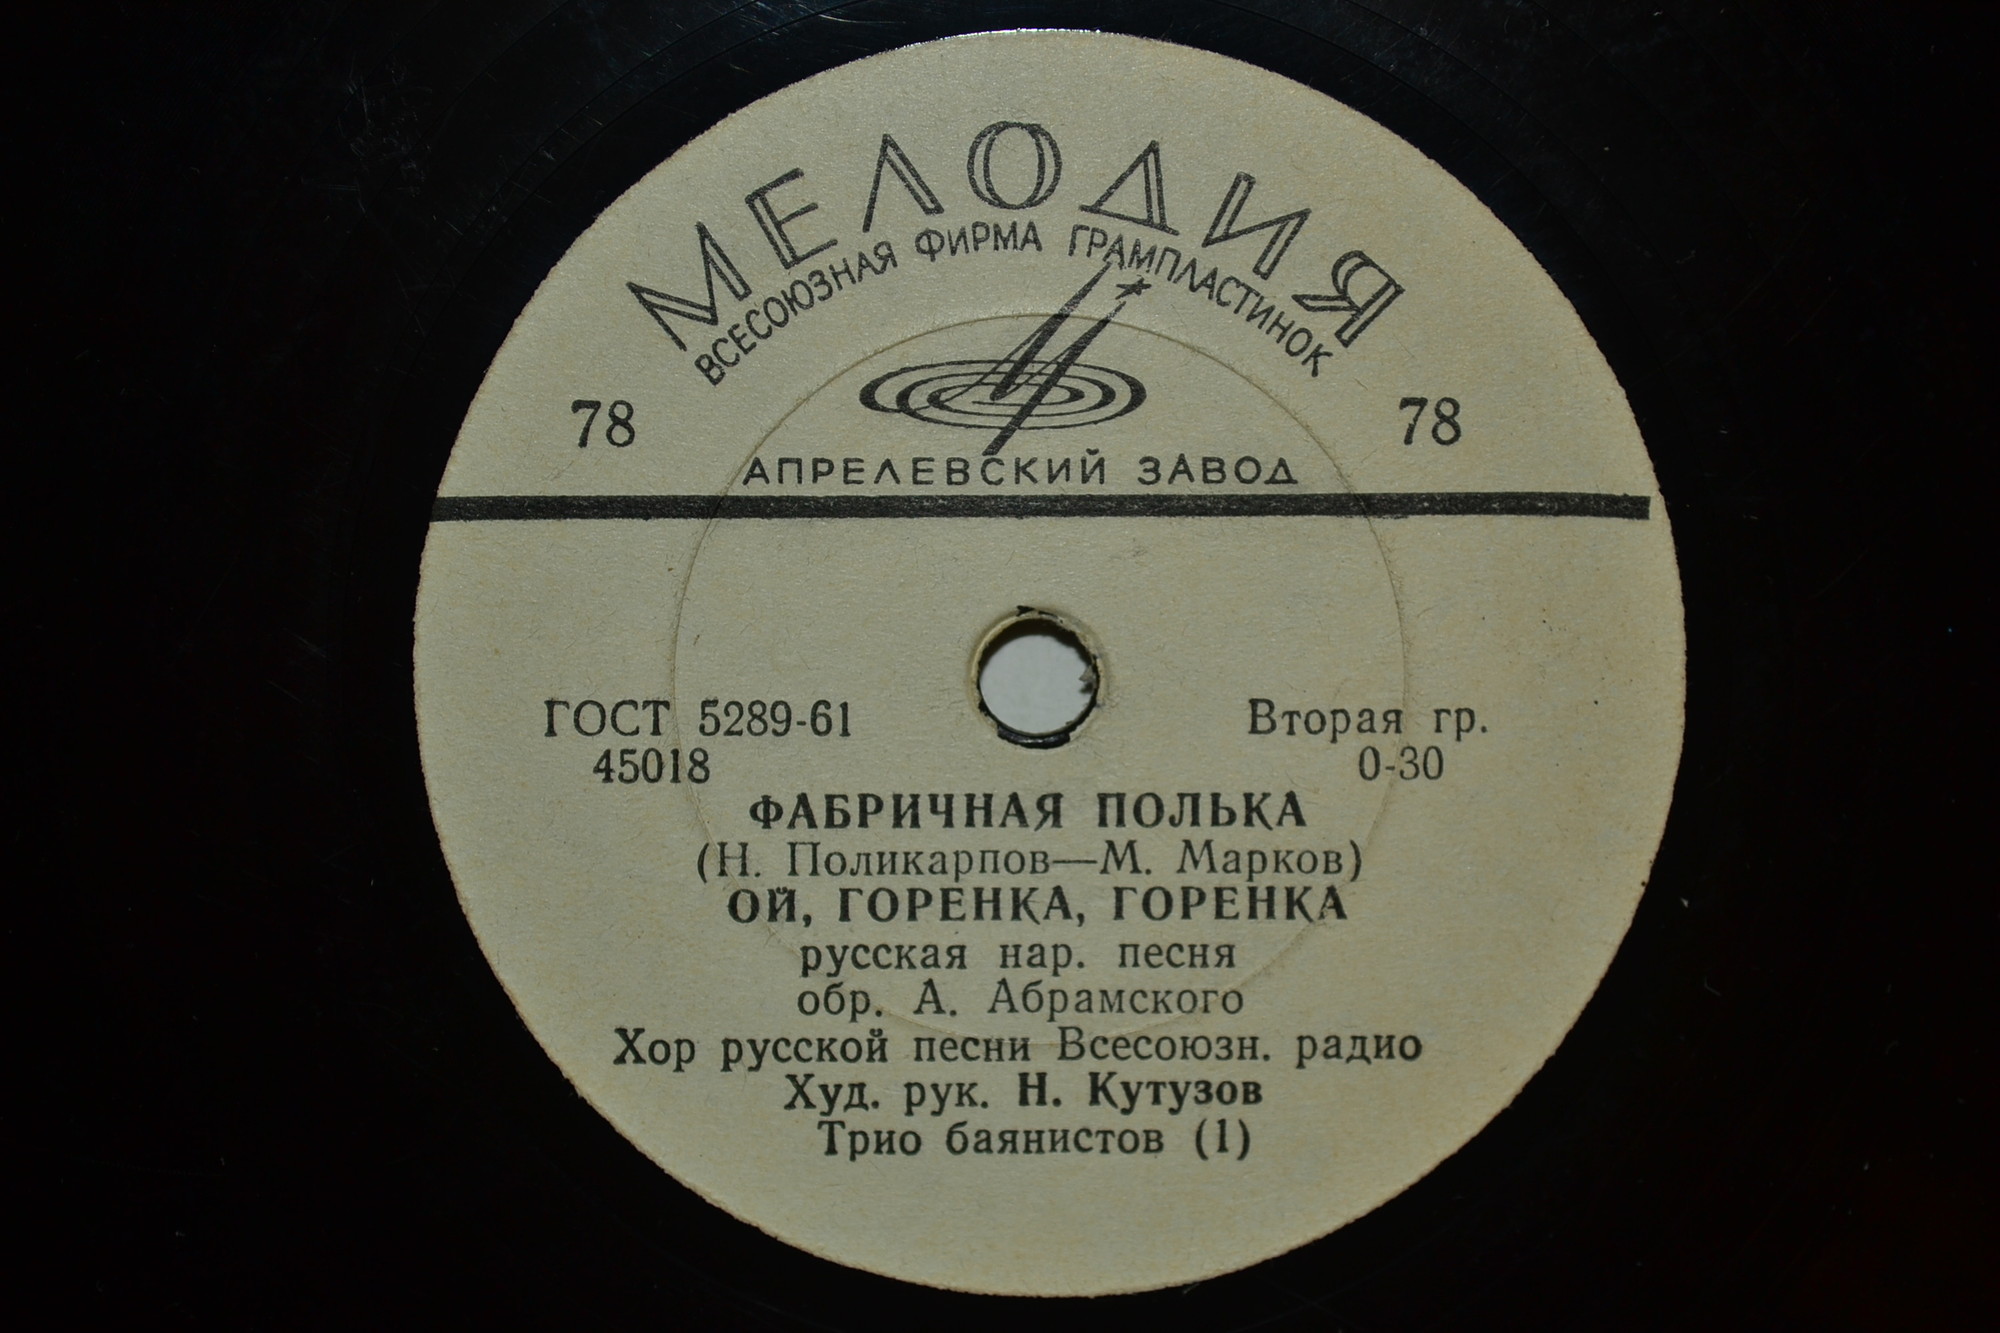 МЕЛОДИЯ
ВСЕСОЮЗНАЯ ФИРМА ГРАМПЛАСТИНОК
78 78
АПРЕЛЕВСКИЙ ЗАВОД
ГОСТ 5289-61 Вторая гр.
45018 0-30
ФАБРИЧНАЯ ПОЛЬКА
(Н. Поликарпов—М. Марков)
ОЙ, ГОРЕНКА, ГОРЕНКА
русская нар. песня
обр. А. Абрамского
Хор русской песни Всесоюзн. радио
Худ. рук. Н. Кутузов
Трио баянистов (1)